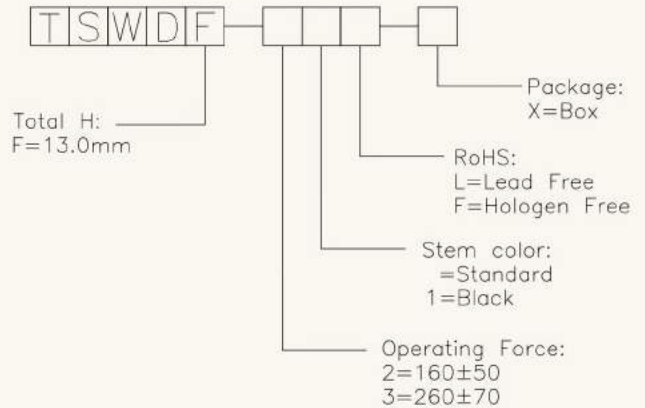 TSWDF
Package:
X=Box
Total H:
F=13.0mm
RoHS:
L=Lead Free
F=Hologen Free
Stem color:
=Standard
1=Black
Operating Force:
2=160±50
3=260±70